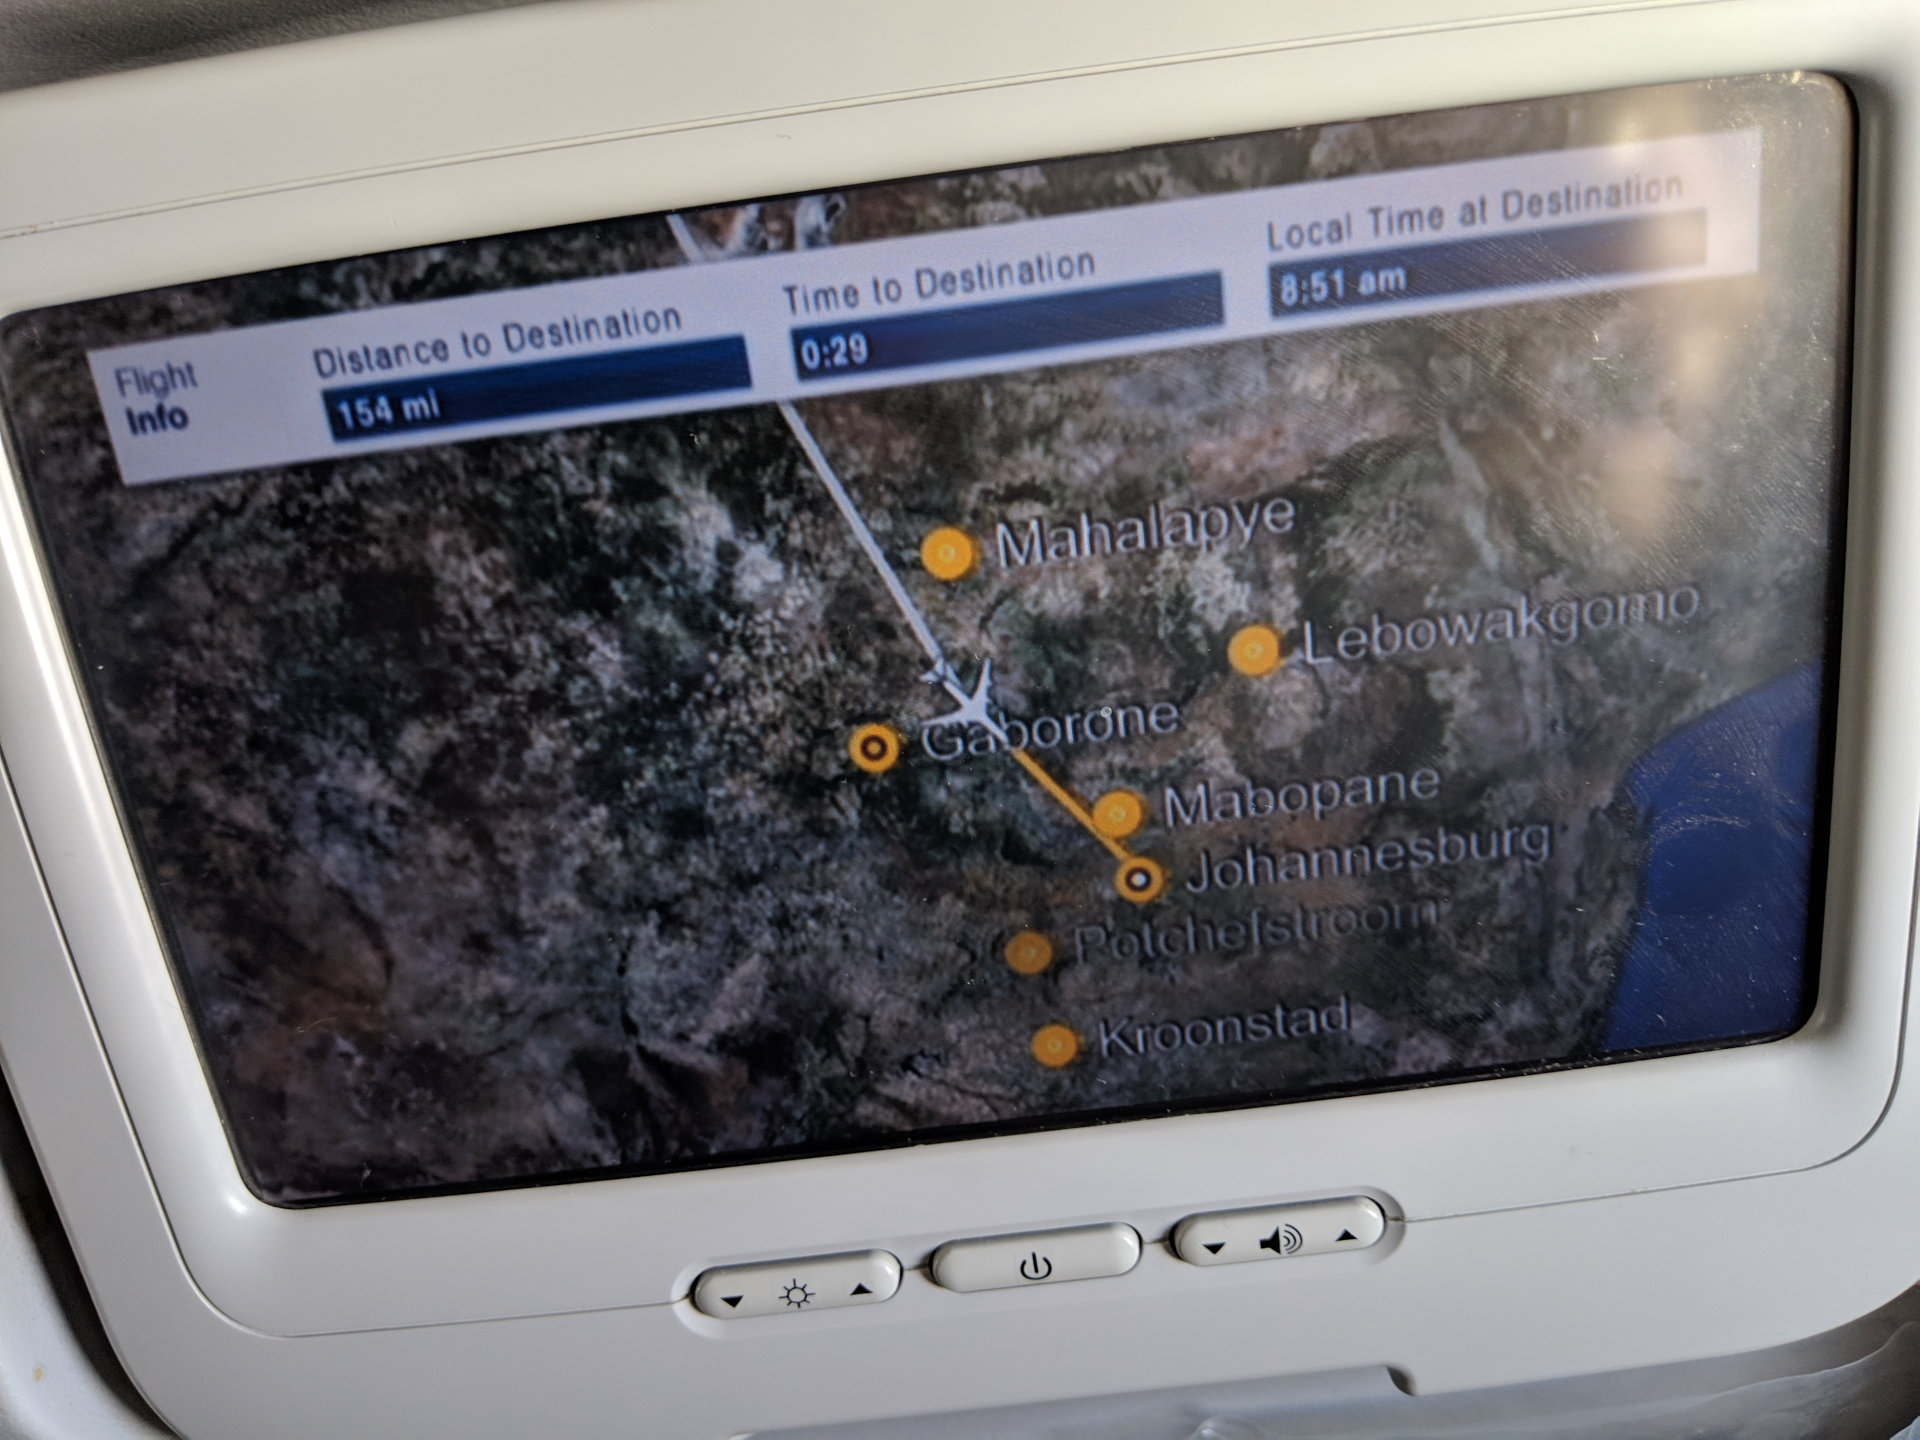 Flight
Info
Distance to Destination
154 mi
Time to Destination
0:29
Local Time at Destination
8:51 am
Mahalapye
Lebowakgomo
Gaborone
Mabopane
Johannesburg
Potchefstroom
Kroonstad